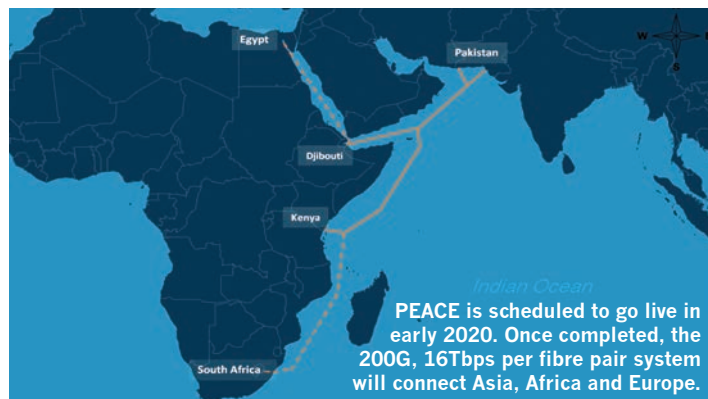 Egypt
Pakistan
W
E
S
Djibouti
Kenya
Indian Ocean
PEACE is scheduled to go live in
early 2020. Once completed, the
200G, 16Tbps per fibre pair system
will connect Asia, Africa and Europe.
South Africa